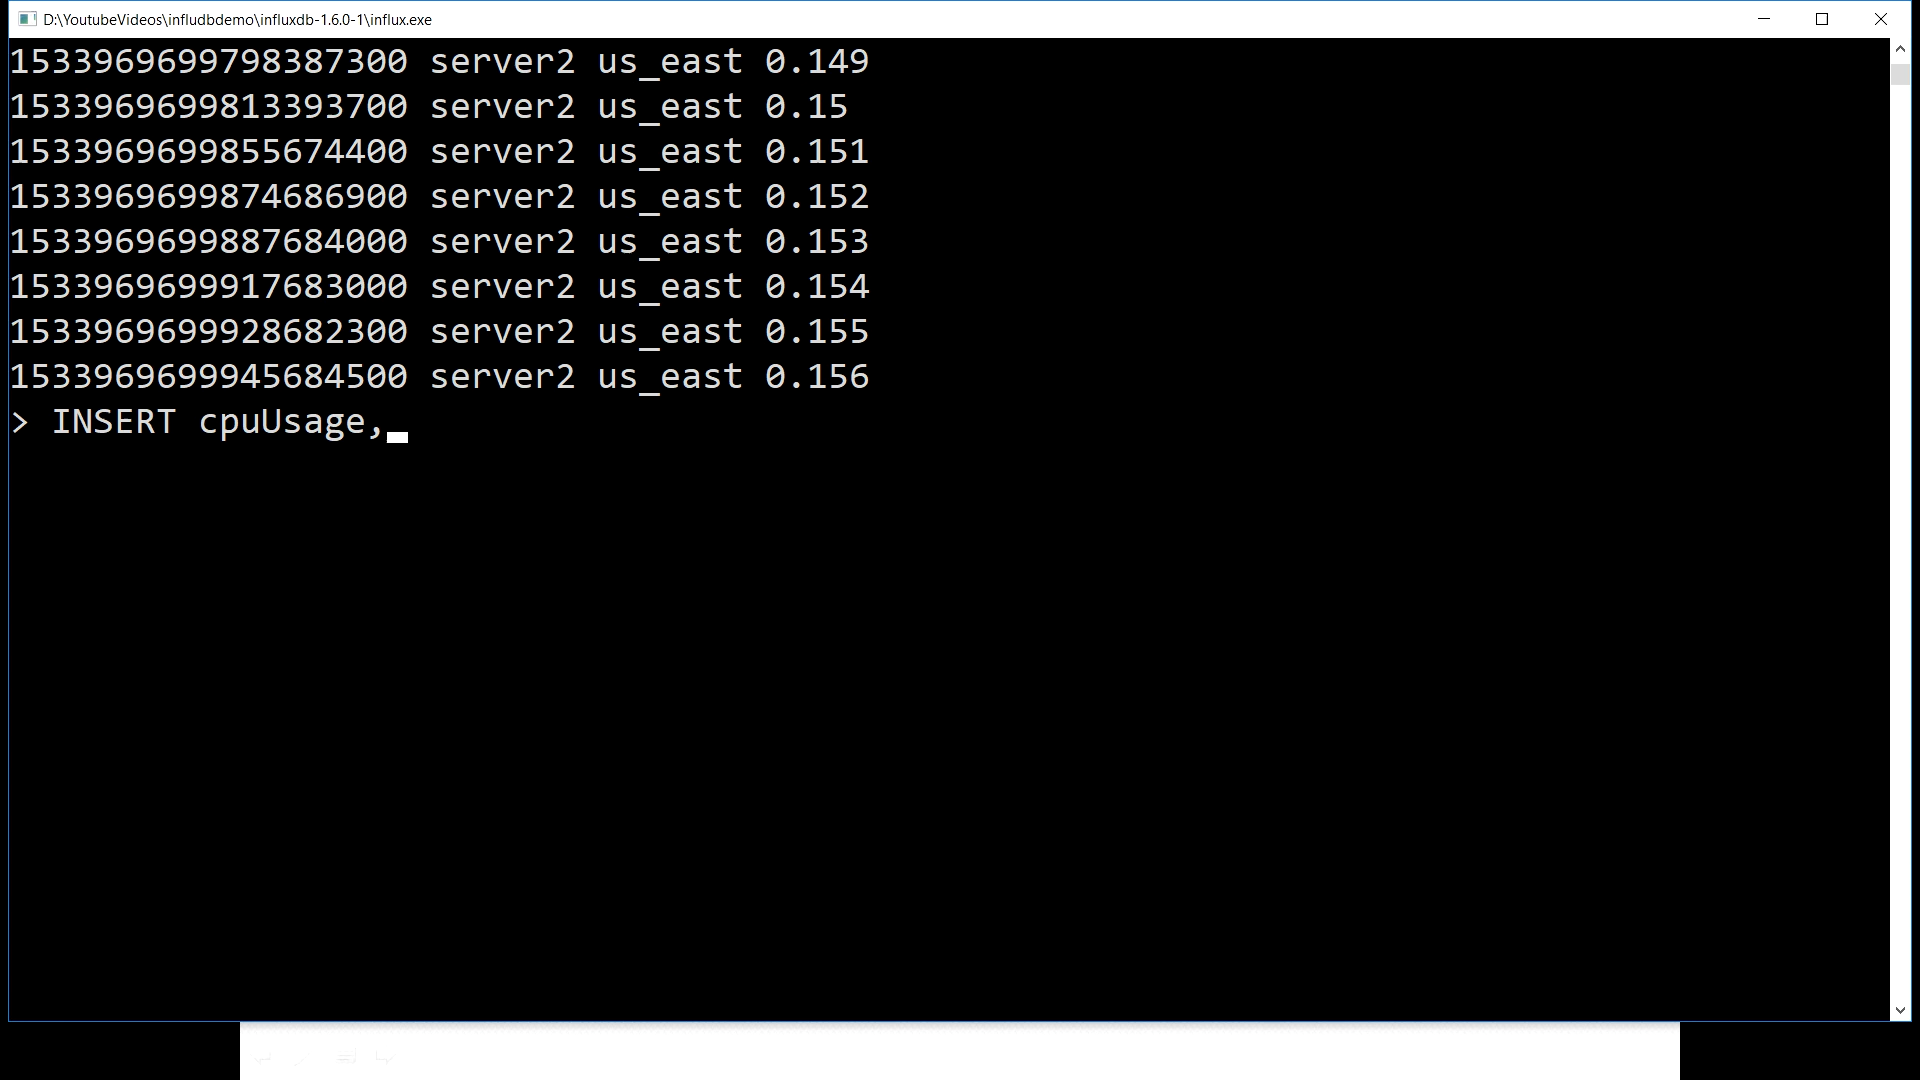 D:\YoutubeVideos\infludbdemo\influxdb-1.6.0-1\influx.exe
1533969699798387300 server2 us_east 0.149
1533969699813393700 server2 us_east 0.15
1533969699855674400 server2 us_east 0.151
1533969699874686900 server2 us_east 0.152
1533969699887684000 server2 us_east 0.153
1533969699917683000 server2 us_east 0.154
1533969699928682300 server2 us_east 0.155
1533969699945684500 server2 us_east 0.156
> INSERT cpuUsage,